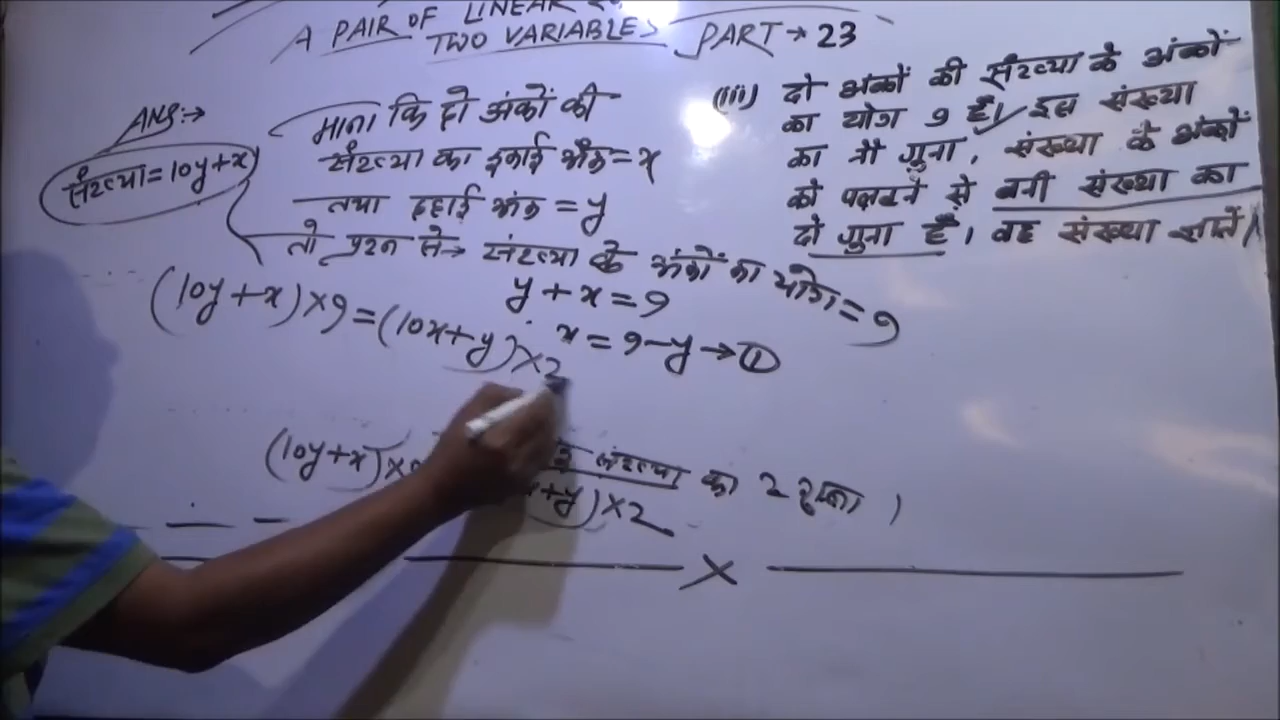 A PAIR OF LINEAR
TWO VARIABLES PART → 23
ANS:→
संख्या = 10y + x
माना कि दो अंकों की
संख्या का इकाई अंक = x
तथा दहाई अंक = y
तो प्रश्न से → संख्या के अंकों का योग = 9
y + x = 9
x = 9 - y → ①
(10y + x) × 9 = (10x + y) × 2
(iii) दो अंकों की संख्या के अंकों
का योग 9 है। इस संख्या
का नौ गुना, संख्या के अंकों
को पलटने से बनी संख्या का
दो गुना है। वह संख्या ज्ञात
संख्या का 2 गुना।
(10y + x) ×
+ y) × 2
×